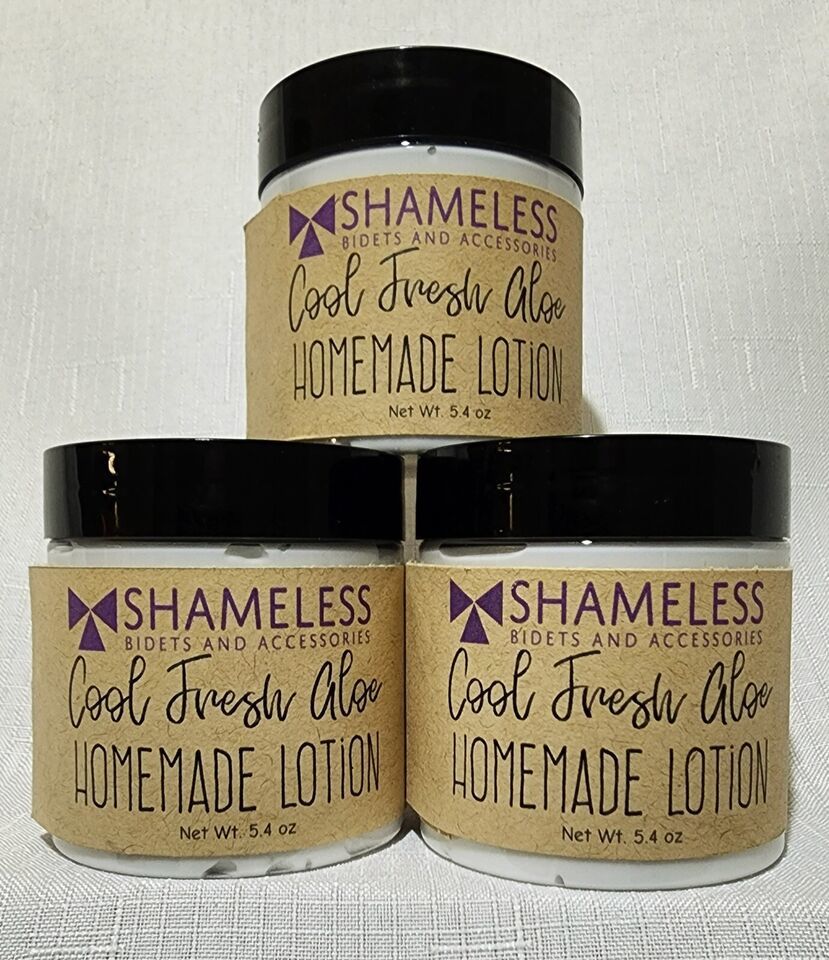 SHAMELESS
BIDETS AND ACCESSORIES
Cool Fresh Aloe
HOMEMADE LOTiON
Net Wt. 5.4 oz
SHAMELESS
BIDETS AND ACCESSORIES
Cool Fresh Aloe
HOMEMADE LOTiON
Net Wt. 5.4 oz
SHAMELESS
BIDETS AND ACCESSORIES
Cool Fresh Aloe
HOMEMADE LOTiON
Net Wt. 5.4 oz